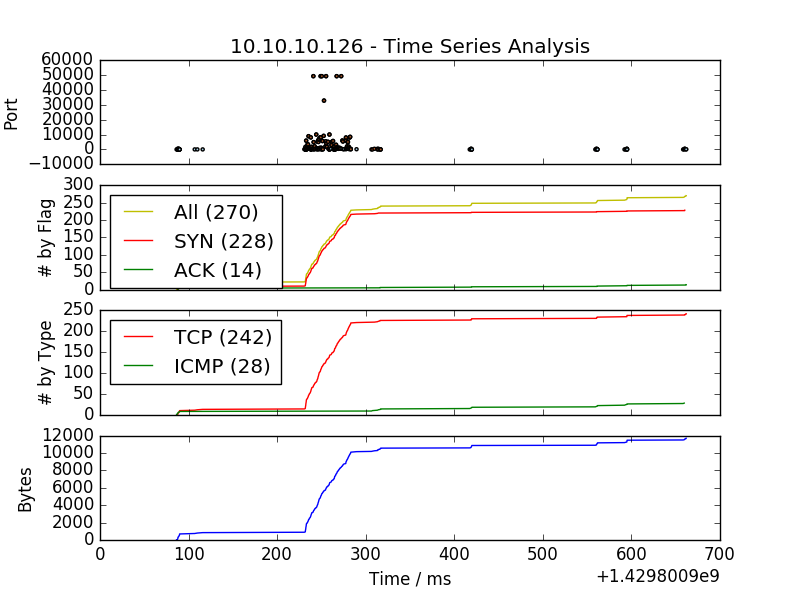 10.10.10.126 - Time Series Analysis
60000
50000
40000
30000
20000
10000
0
−10000
Port
300
250
200
150
100
50
0
# by Flag
All (270)
SYN (228)
ACK (14)
250
200
150
100
50
0
# by Type
TCP (242)
ICMP (28)
12000
10000
8000
6000
4000
2000
0
Bytes
0 100 200 300 400 500 600 700
Time / ms
+1.4298009e9